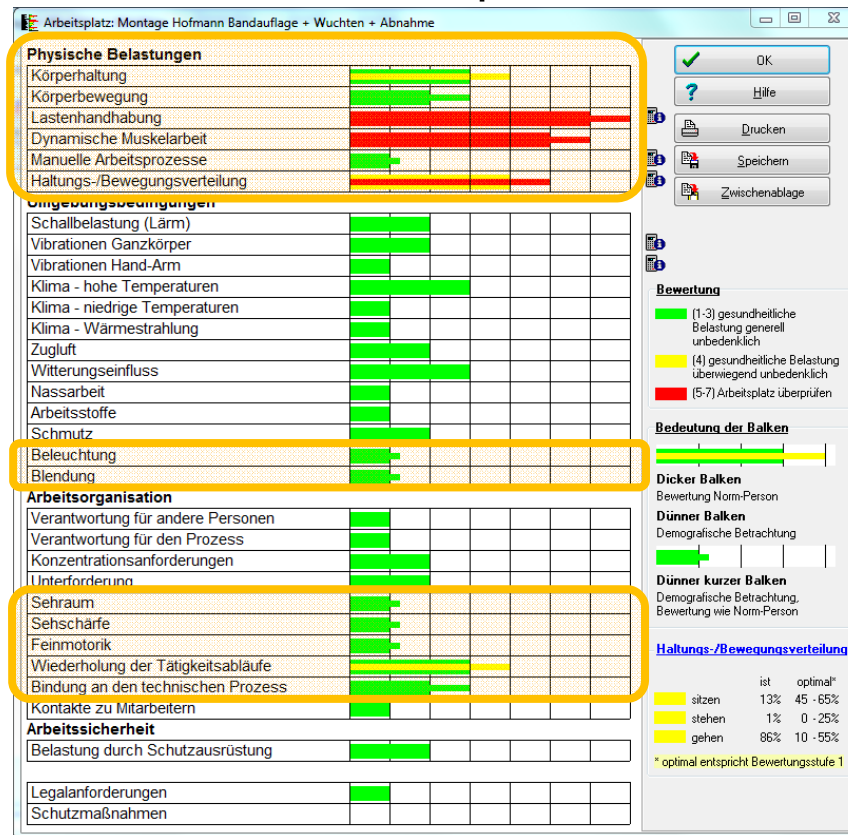 Arbeitsplatz: Montage Hofmann Bandauflage + Wuchten + Abnahme
Physische Belastungen
Körperhaltung
Körperbewegung
Lastenhandhabung
Dynamische Muskelarbeit
Manuelle Arbeitsprozesse
Haltungs-/Bewegungsverteilung
Umgebungsbedingungen
Schallbelastung (Lärm)
Vibrationen Ganzkörper
Vibrationen Hand-Arm
Klima - hohe Temperaturen
Klima - niedrige Temperaturen
Klima - Wärmestrahlung
Zugluft
Witterungseinfluss
Nassarbeit
Arbeitsstoffe
Schmutz
Beleuchtung
Blendung
Arbeitsorganisation
Verantwortung für andere Personen
Verantwortung für den Prozess
Konzentrationsanforderungen
Unterforderung
Sehraum
Sehschärfe
Feinmotorik
Wiederholung der Tätigkeitsabläufe
Bindung an den technischen Prozess
Kontakte zu Mitarbeitern
Arbeitssicherheit
Belastung durch Schutzausrüstung
Legalanforderungen
Schutzmaßnahmen
OK
Hilfe
Drucken
Speichern
Zwischenablage
Bewertung
(1-3) gesundheitliche
Belastung generell
unbedenklich
(4) gesundheitliche Belastung
überwiegend unbedenklich
(5-7) Arbeitsplatz überprüfen
Bedeutung der Balken
Dicker Balken
Bewertung Norm-Person
Dünner Balken
Demografische Betrachtung
Dünner kurzer Balken
Demografische Betrachtung,
Bewertung wie Norm-Person
Haltungs-/Bewegungsverteilung
ist optimal*
sitzen 13% 45 -65%
stehen 1% 0 -25%
gehen 86% 10 -55%
* optimal entspricht Bewertungsstufe 1